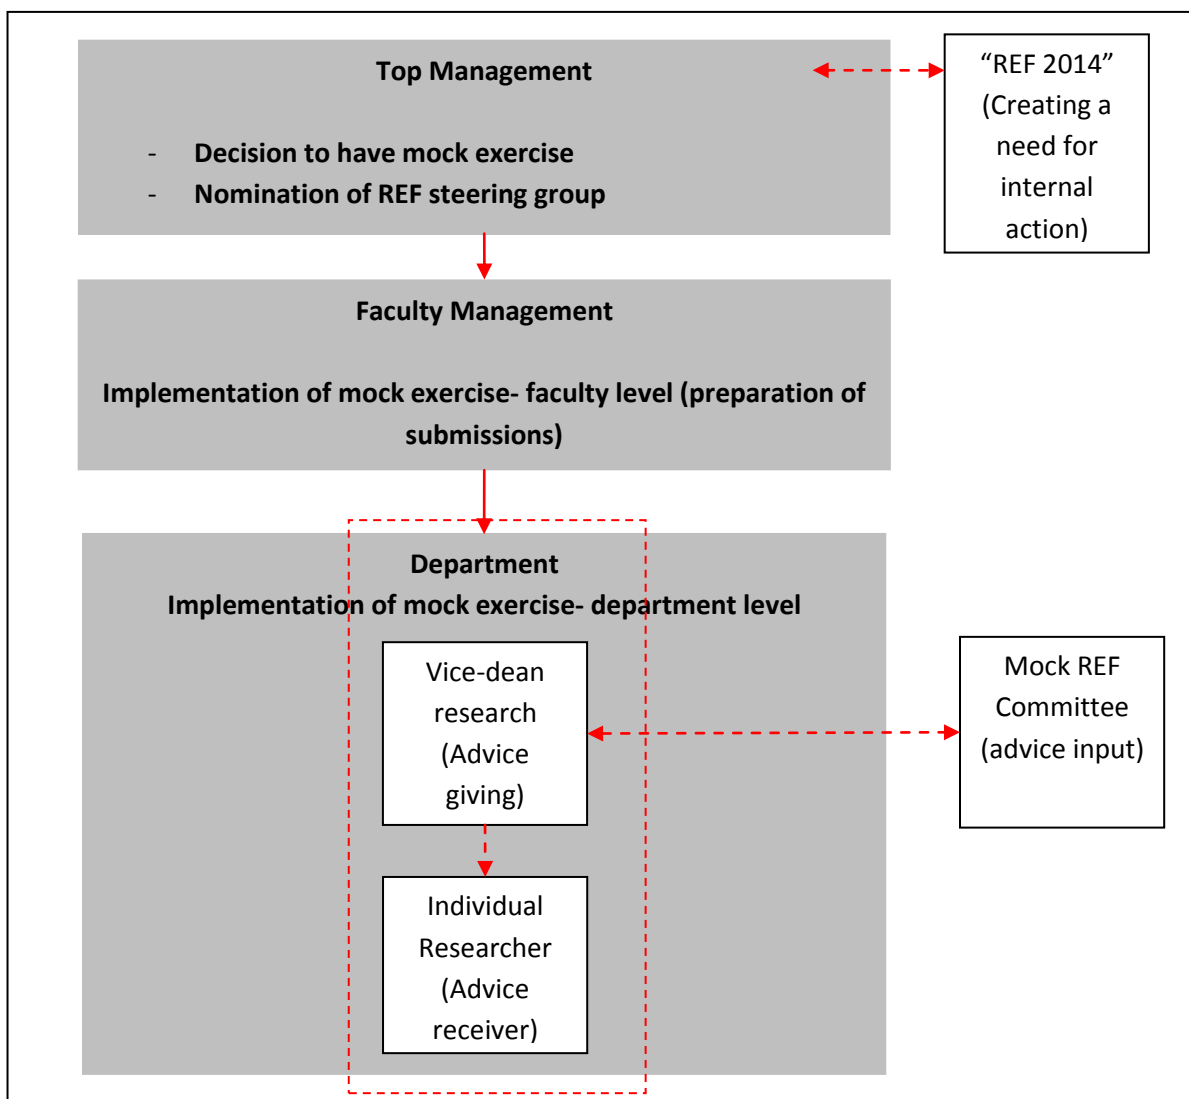 Top Management
- Decision to have mock exercise
- Nomination of REF steering group
“REF 2014”
(Creating a
need for
internal
action)
Faculty Management
Implementation of mock exercise- faculty level (preparation of
submissions)
Department
Implementation of mock exercise- department level
Vice-dean
research
(Advice
giving)
Mock REF
Committee
(advice input)
Individual
Researcher
(Advice
receiver)